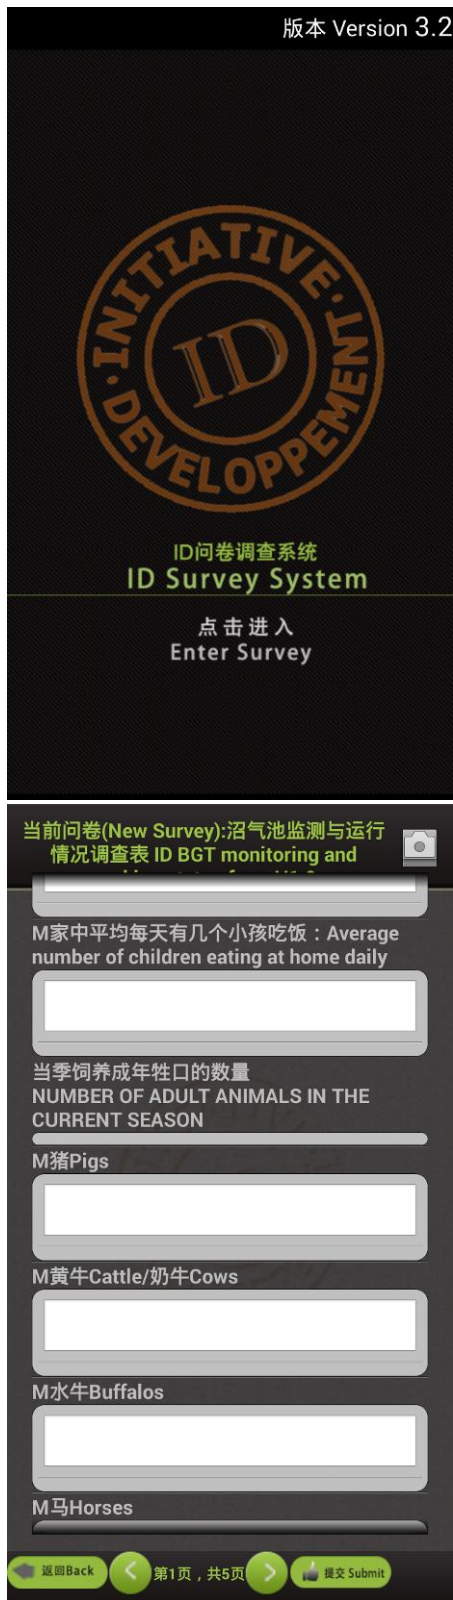 版本 Version 3.2
INITIATIVE · DEVELOPPEMENT ·
ID
ID问卷调查系统
ID Survey System
点击进入
Enter Survey
当前问卷(New Survey):沼气池监测与运行
情况调查表 ID BGT monitoring and
M家中平均每天有几个小孩吃饭：Average
number of children eating at home daily
当季饲养成年牲口的数量
NUMBER OF ADULT ANIMALS IN THE
CURRENT SEASON
M猪Pigs
M黄牛Cattle/奶牛Cows
M水牛Buffalos
M马Horses
返回Back
第1页，共5页
提交 Submit